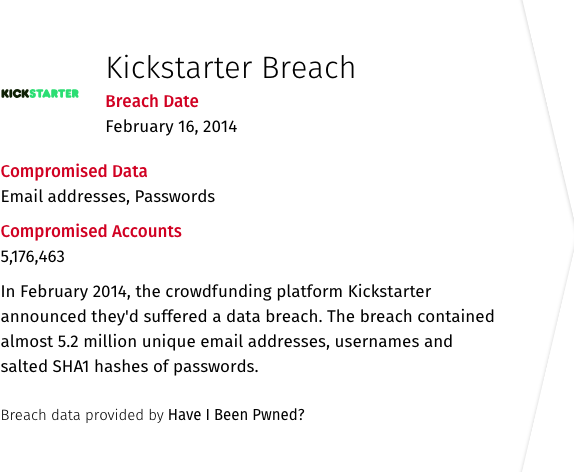 Kickstarter Breach
KICKSTARTER
Breach Date
February 16, 2014
Compromised Data
Email addresses, Passwords
Compromised Accounts
5,176,463
In February 2014, the crowdfunding platform Kickstarter
announced they'd suffered a data breach. The breach contained
almost 5.2 million unique email addresses, usernames and
salted SHA1 hashes of passwords.
Breach data provided by Have I Been Pwned?